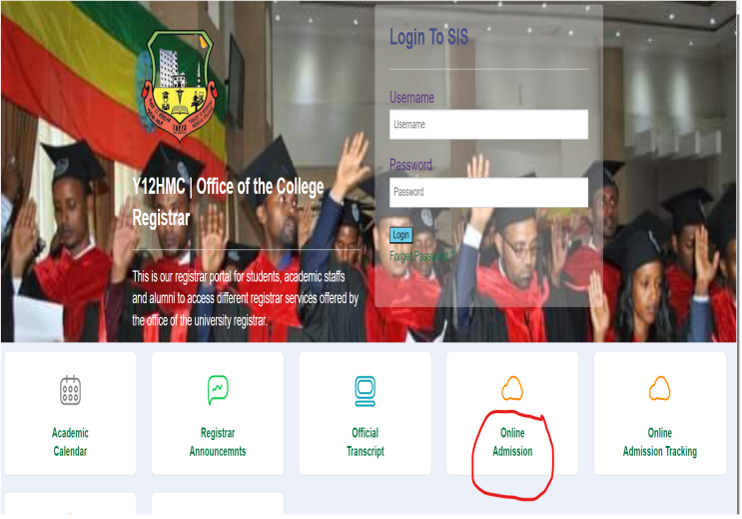 Login To SIS
Username
Username
Password
Password
Login
Forget Password
Y12HMC | Office of the College
Registrar
This is our registrar portal for students, academic staffs
and alumni to access different registrar services offered by
the office of the university registrar.
Academic
Calendar
Registrar
Announcemnts
Official
Transcript
Online
Admission
Online
Admission Tracking